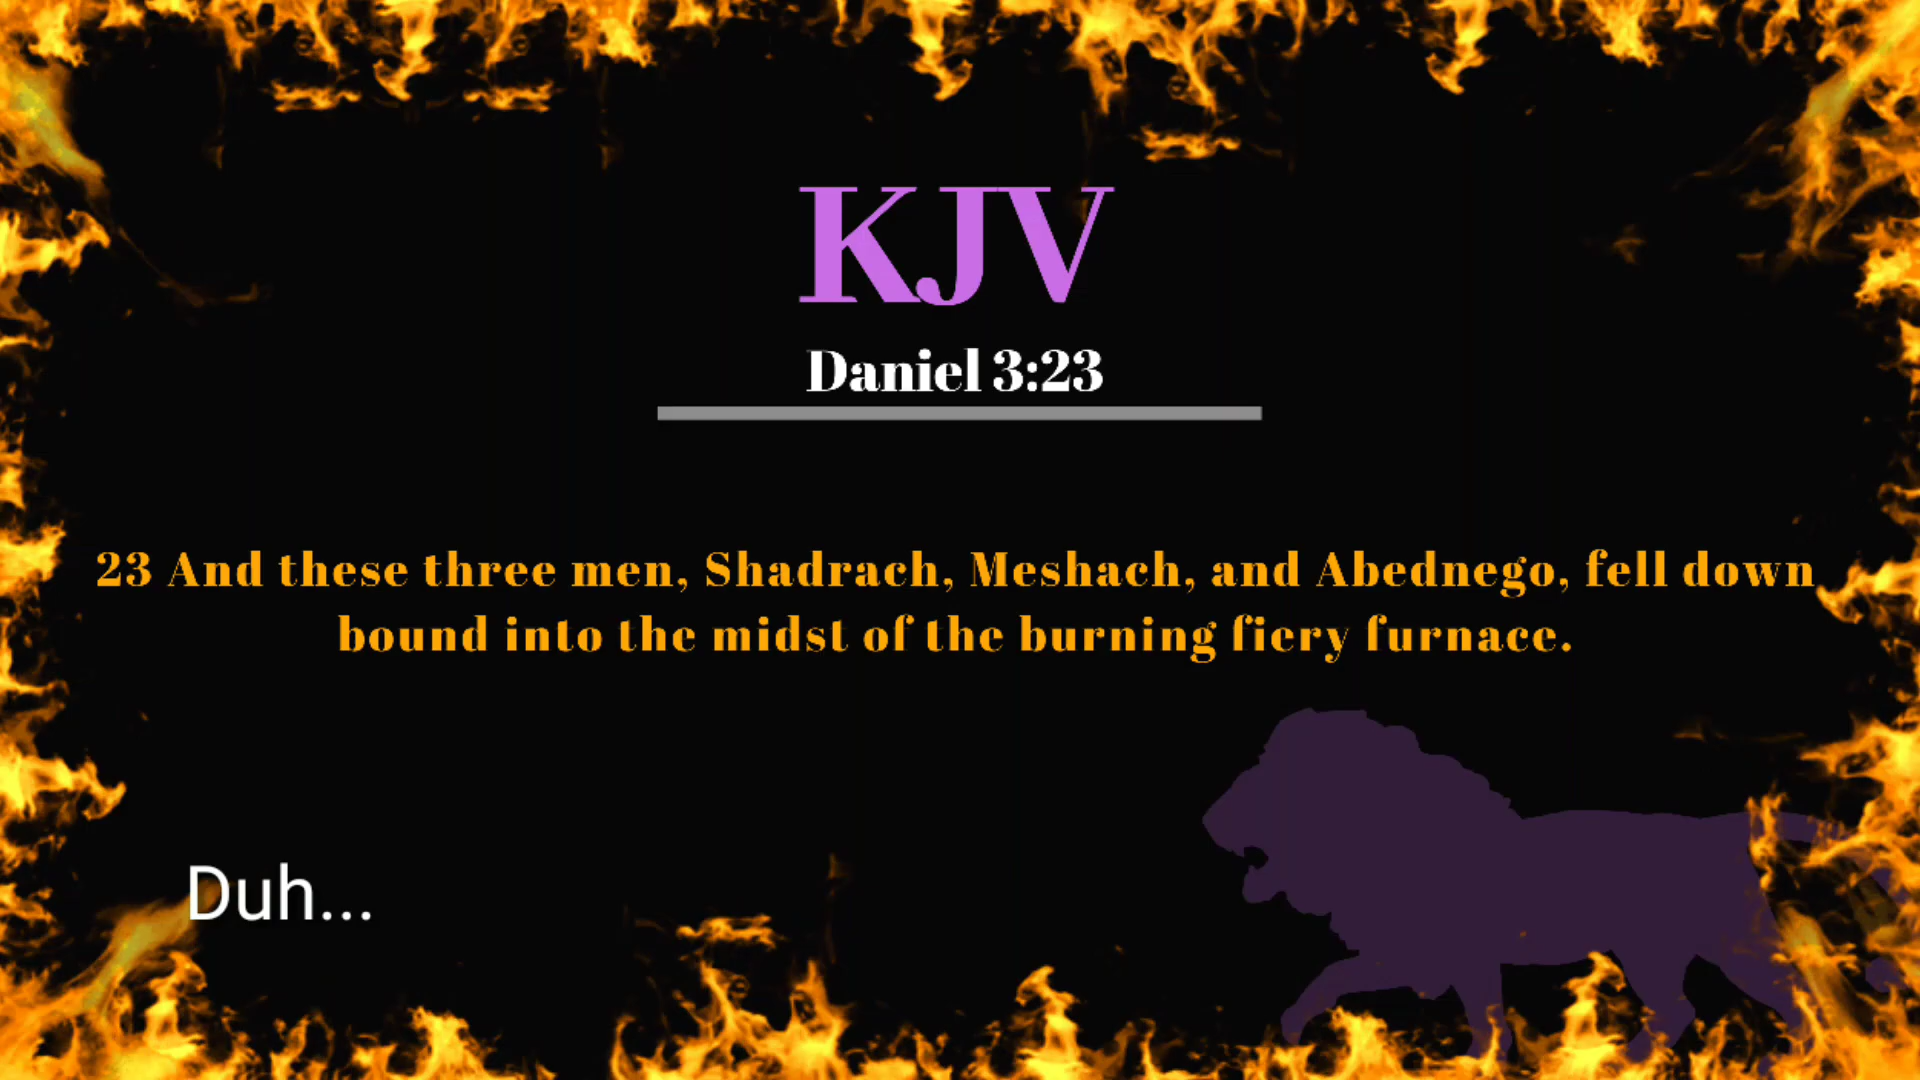 KJV
Daniel 3:23
23 And these three men, Shadrach, Meshach, and Abednego, fell down
bound into the midst of the burning fiery furnace.
Duh...